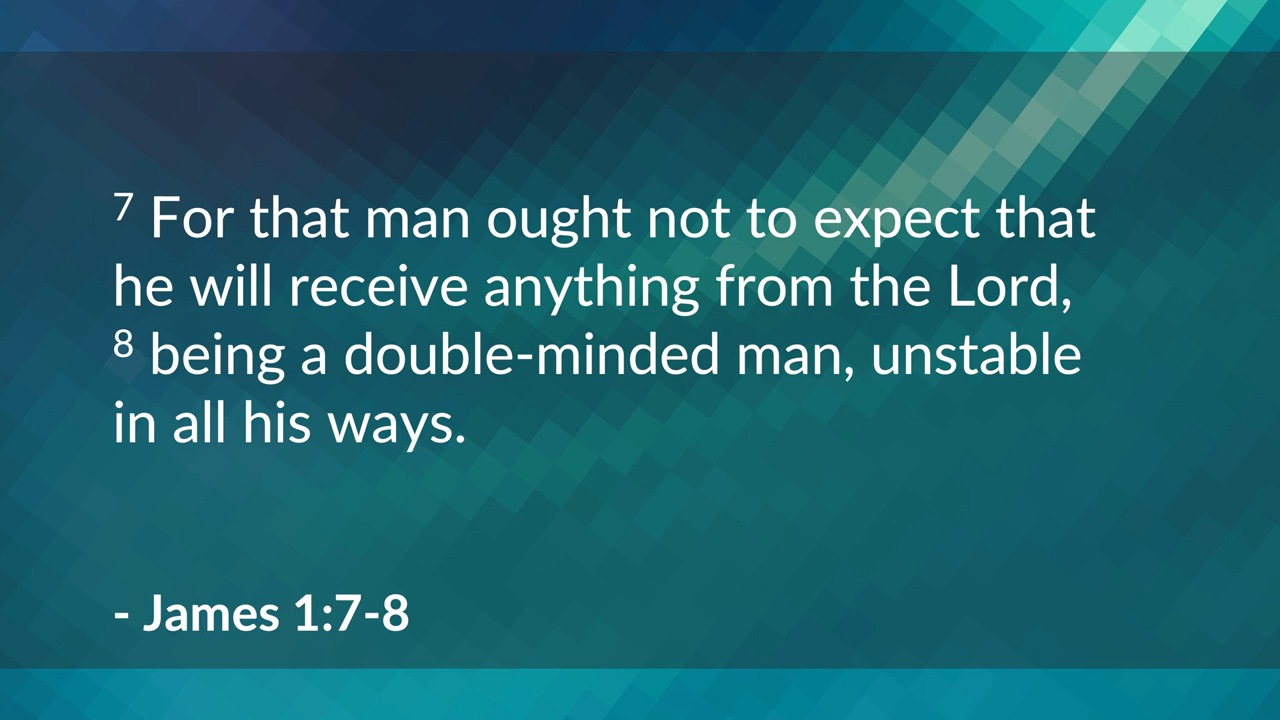 7 For that man ought not to expect that
he will receive anything from the Lord,
8 being a double-minded man, unstable
in all his ways.
- James 1:7-8